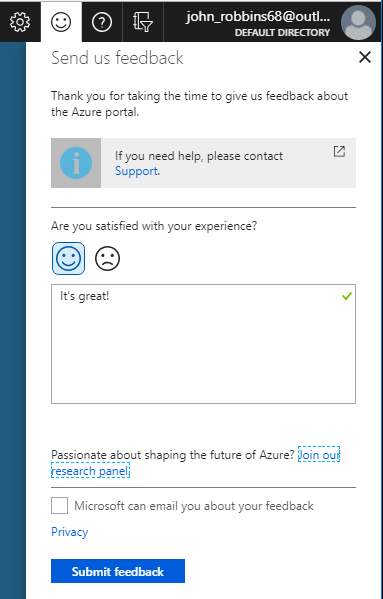 john_robbins68@outl...
DEFAULT DIRECTORY
Send us feedback
Thank you for taking the time to give us feedback about
the Azure portal.
If you need help, please contact
Support.
Are you satisfied with your experience?
It's great!
Passionate about shaping the future of Azure? Join our
research panel
Microsoft can email you about your feedback
Privacy
Submit feedback